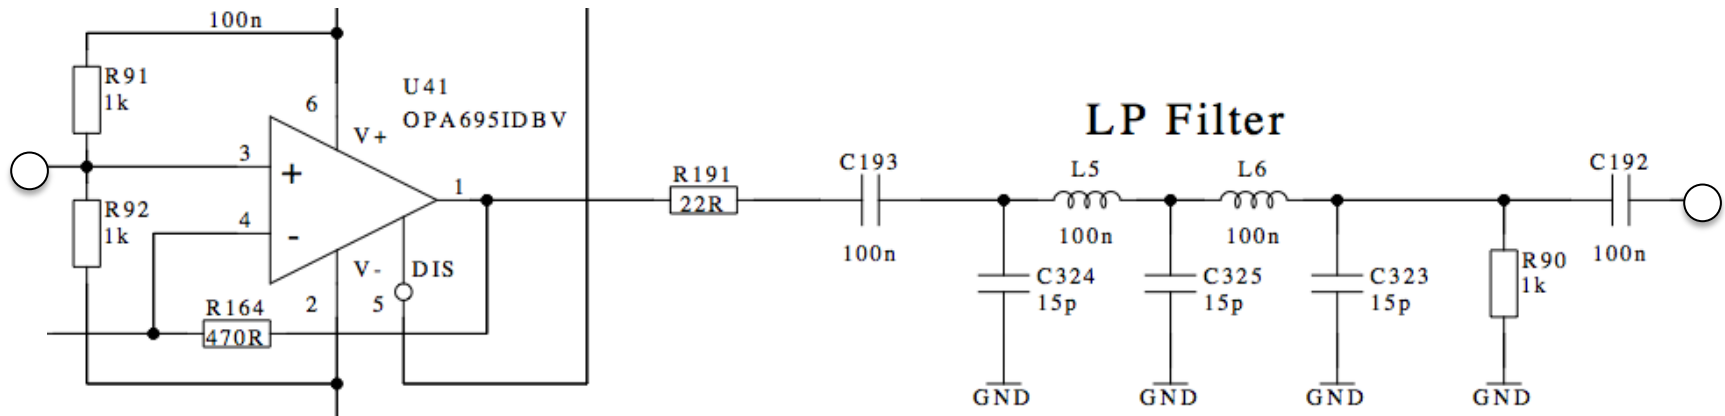 100n
R91
1k
U41
OPA695IDBV
6
V+
3
+
R92
1k
4
-
1
V-
DIS
2
5
R164
470R
R191
22R
C193
100n
LP Filter
L5
100n
L6
100n
C192
100n
C324
15p
C325
15p
C323
15p
R90
1k
GND
GND
GND
GND